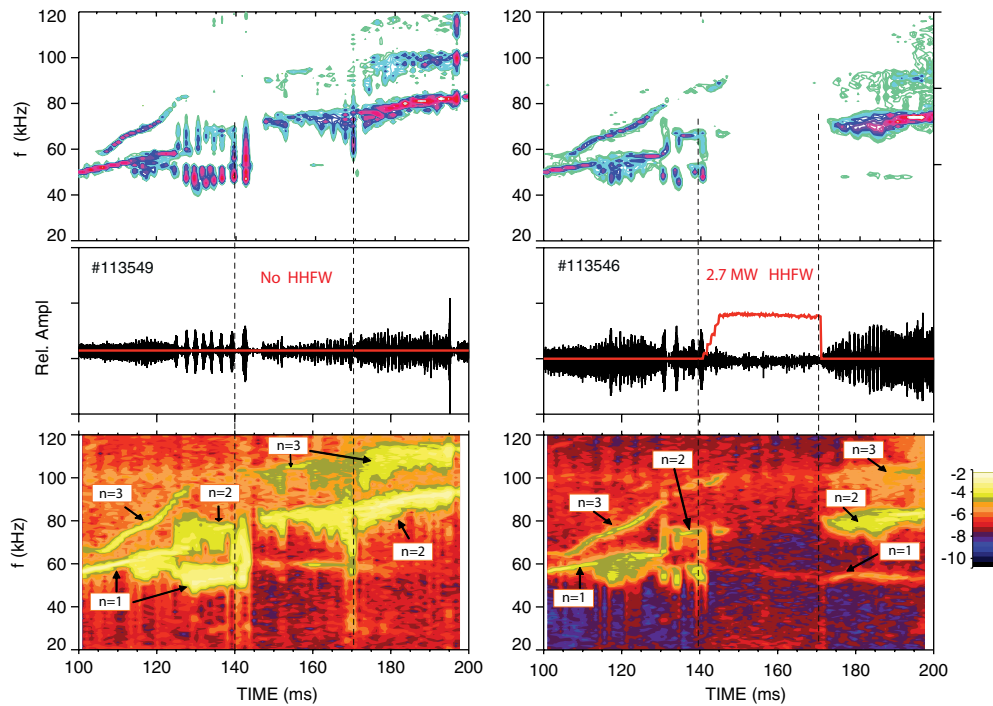 120
100
80
60
40
20
f (kHz)
120
100
80
60
40
20
#113549
No HHFW
Rel. Ampl
#113546
2.7 MW HHFW
120
100
80
60
40
20
f (kHz)
n=3
n=2
n=3
n=1
n=2
100
120
140
160
180
200
TIME (ms)
120
100
80
60
40
20
n=3
n=2
n=3
n=2
n=1
n=1
100
120
140
160
180
200
TIME (ms)
-2
-4
-6
-8
-10